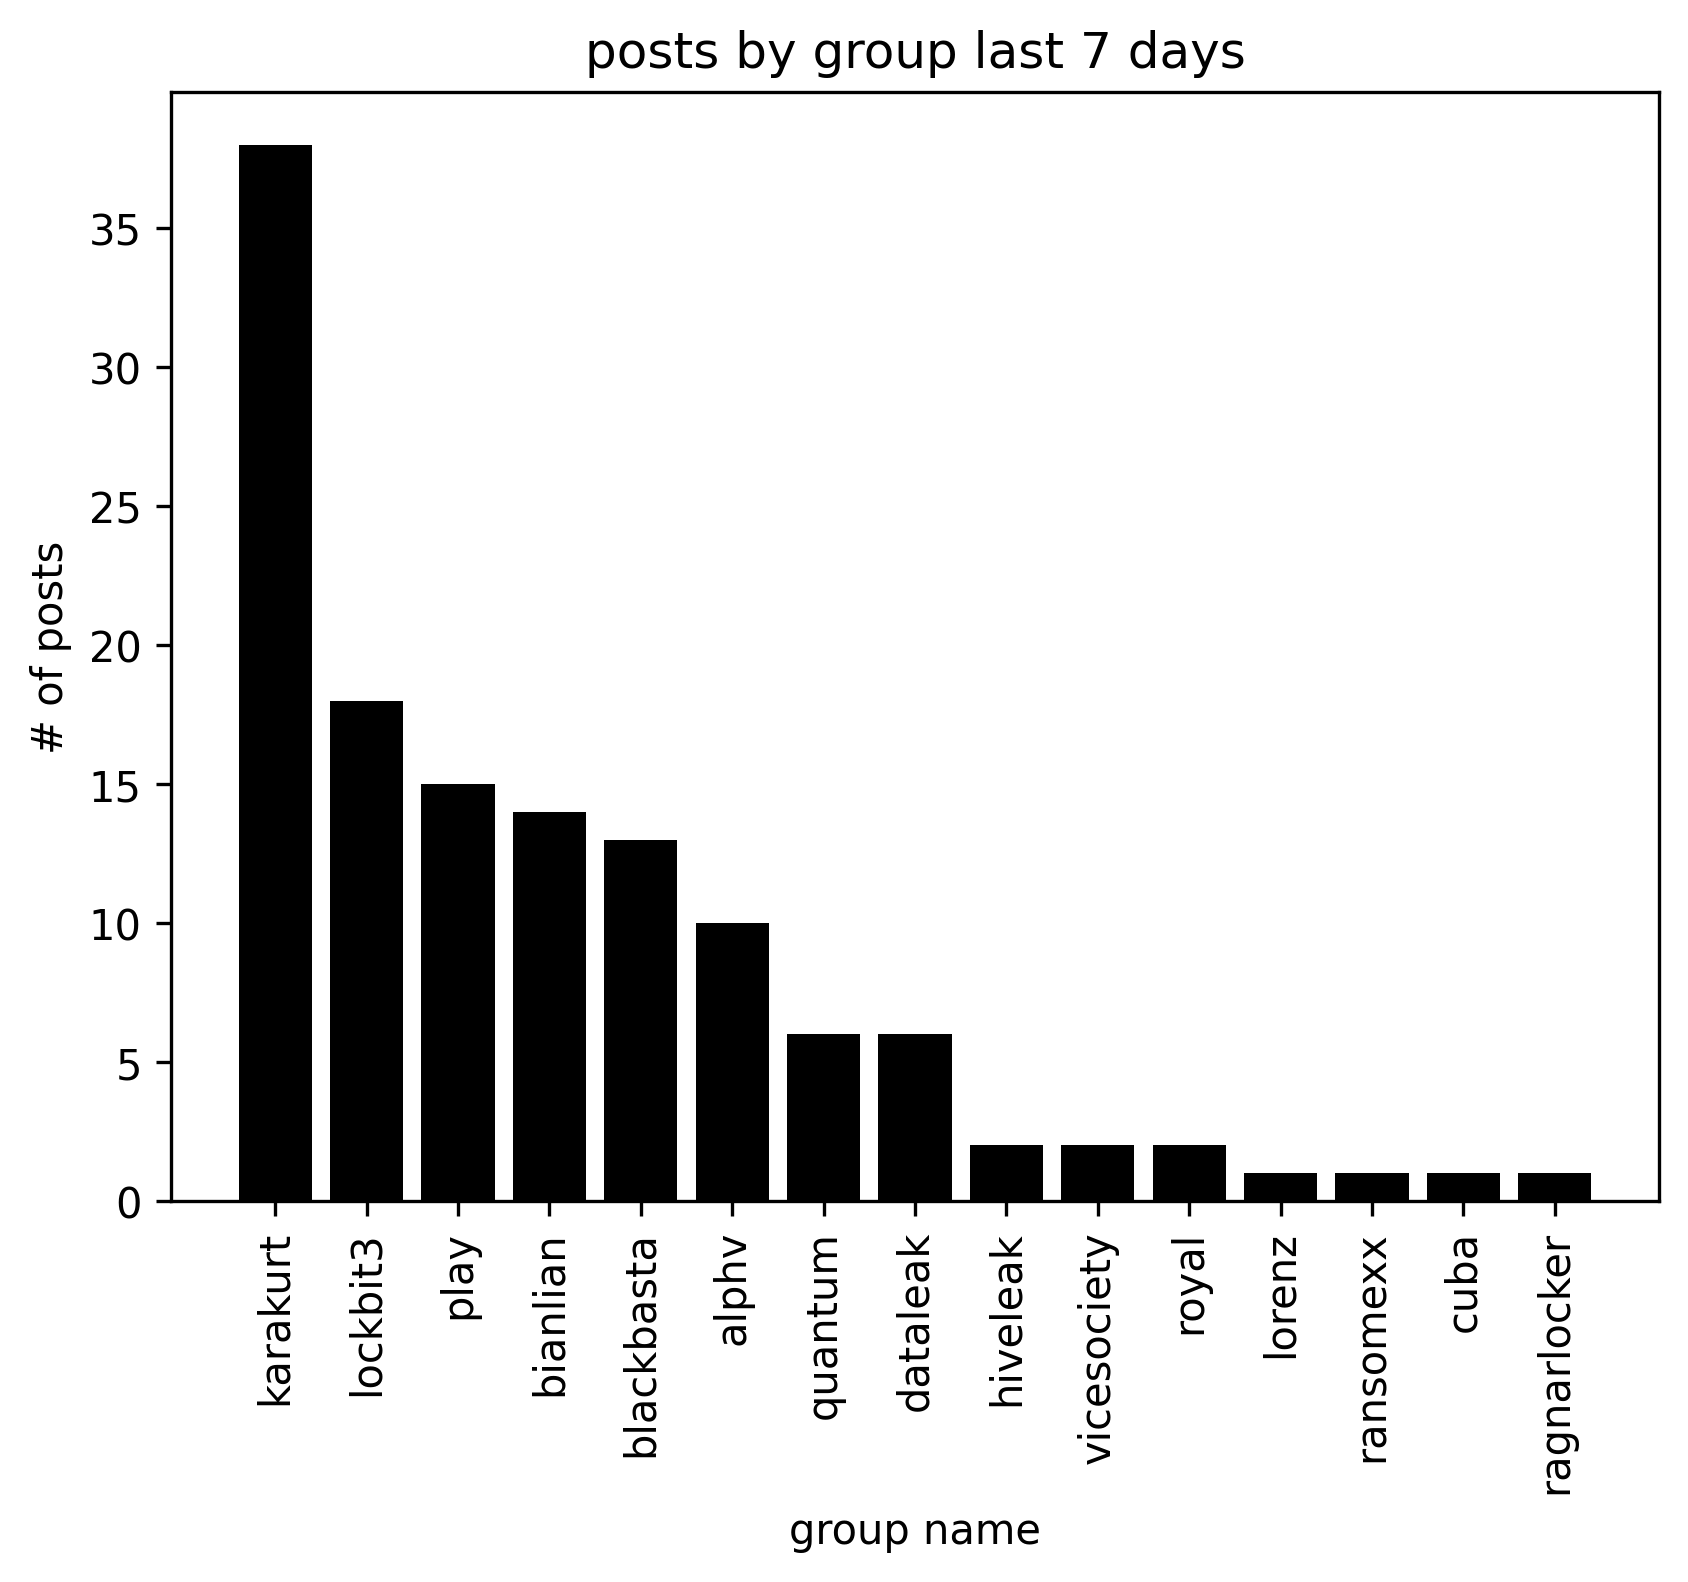 posts by group last 7 days
# of posts
35
30
25
20
15
10
5
0
karakurt
lockbit3
play
bianlian
blackbasta
alphv
quantum
dataleak
hiveleak
vicesociety
royal
lorenz
ransomexx
cuba
ragnarlocker
group name